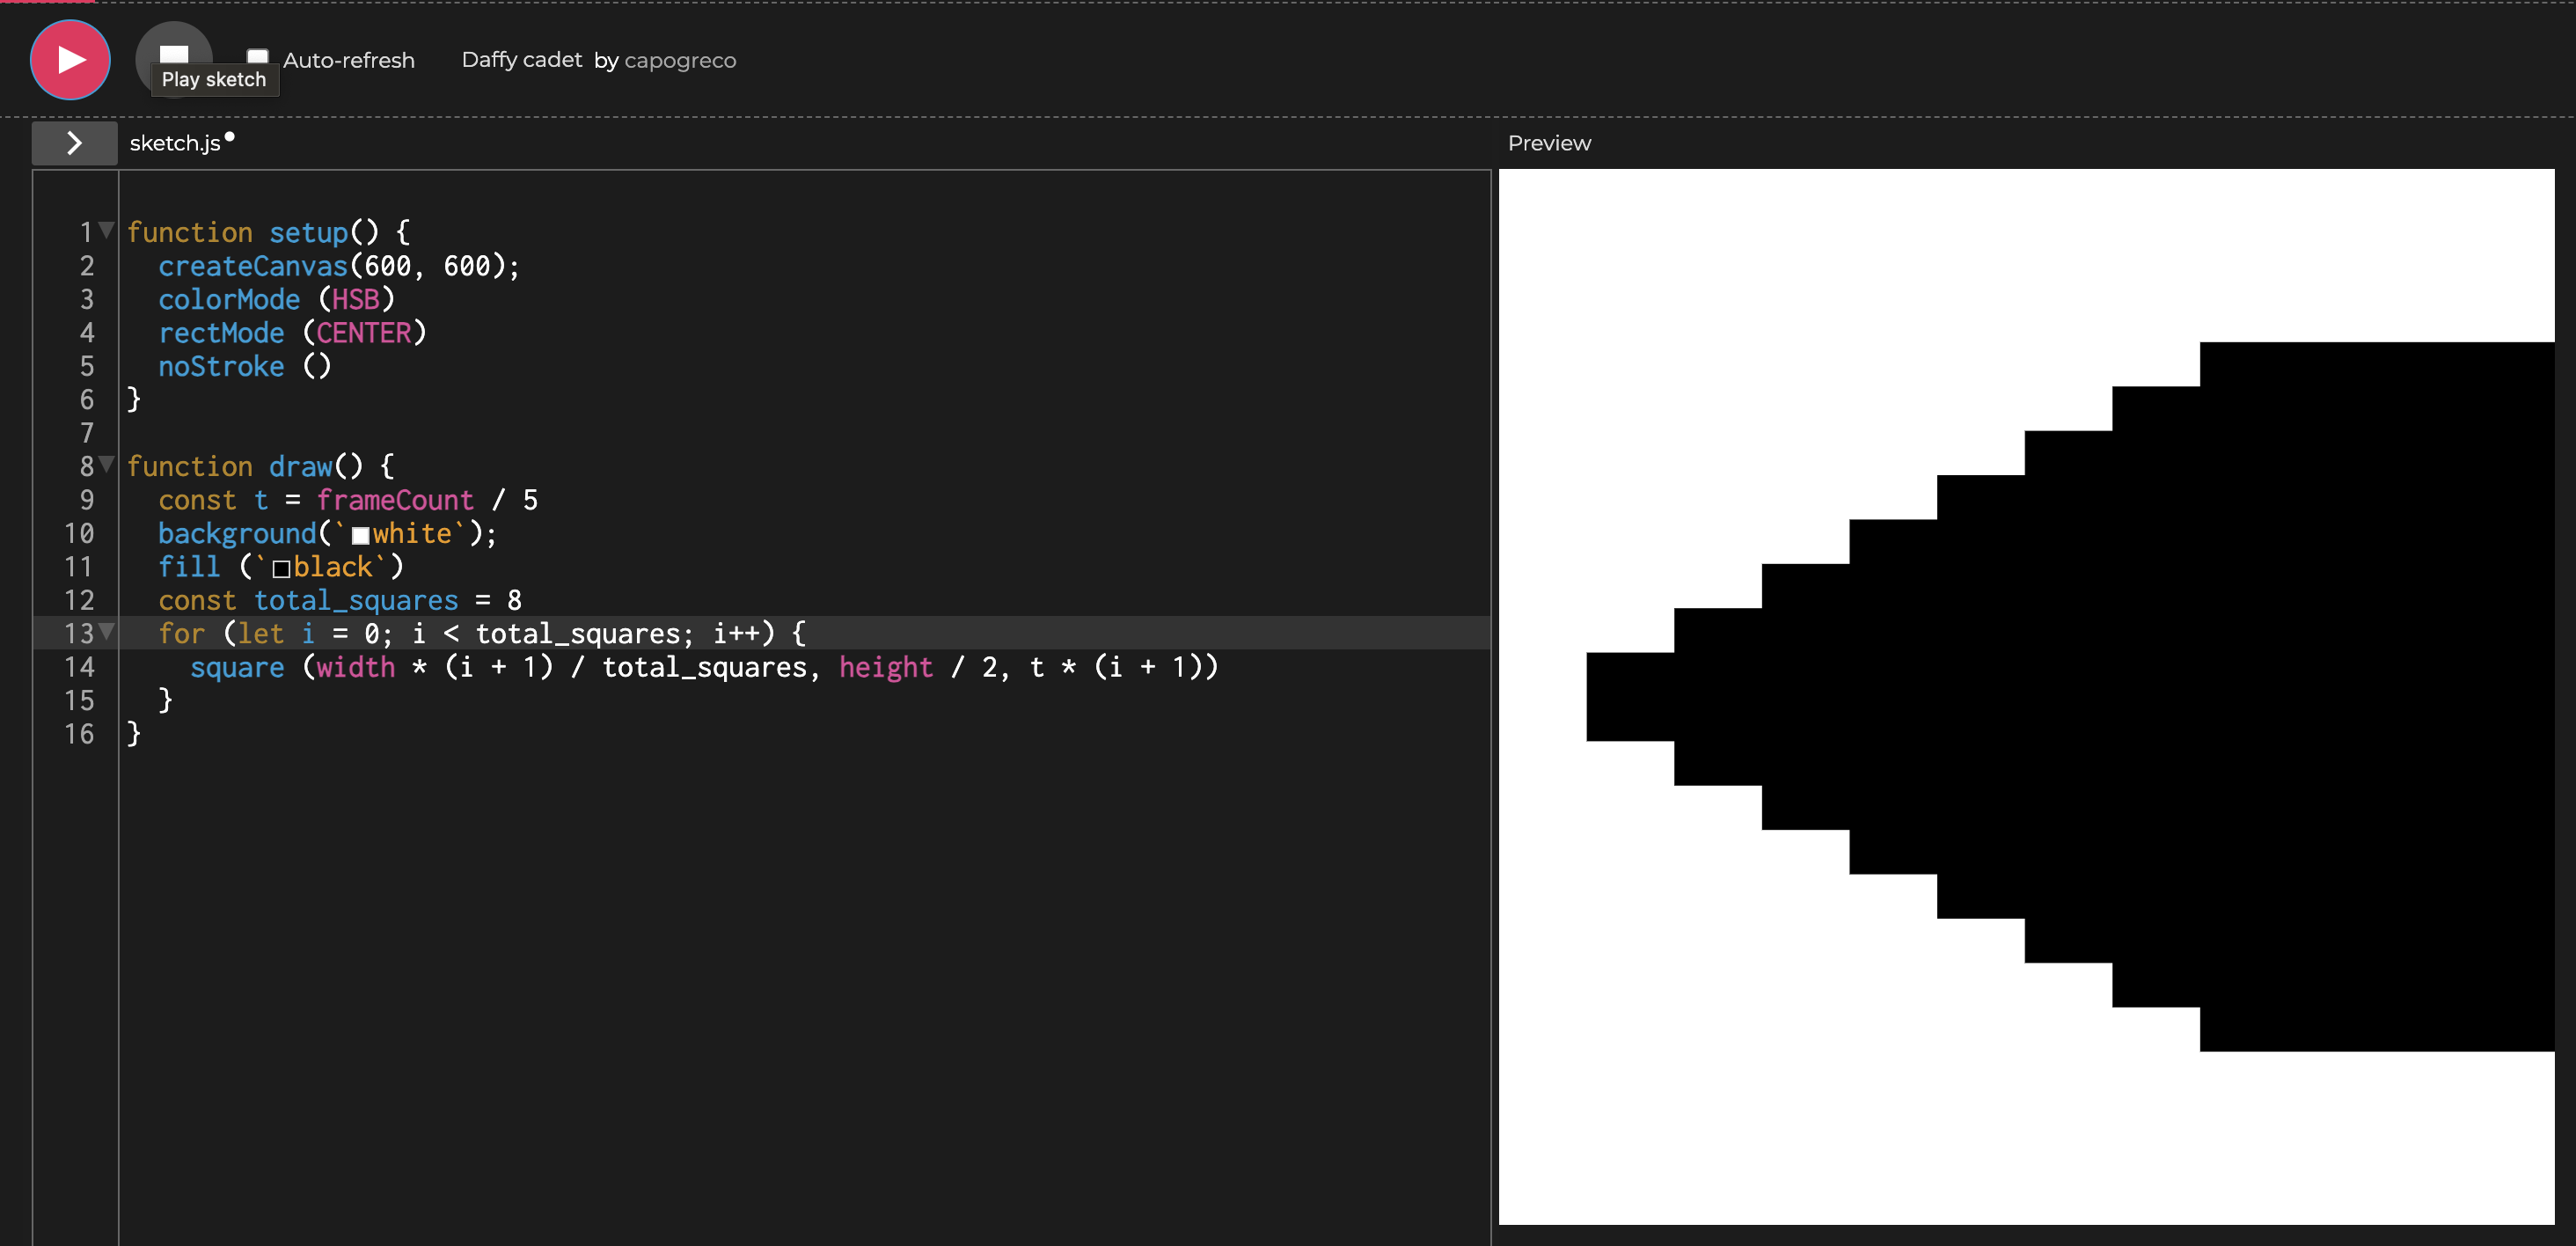 Auto-refresh Daffy cadet by capogreco
Play sketch
sketch.js
Preview
1 function setup() {
2 createCanvas(600, 600);
3 colorMode (HSB)
4 rectMode (CENTER)
5 noStroke ()
6 }
7
8 function draw() {
9 const t = frameCount / 5
10 background(`white`);
11 fill (`black`)
12 const total_squares = 8
13 for (let i = 0; i < total_squares; i++) {
14 square (width * (i + 1) / total_squares, height / 2, t * (i + 1))
15 }
16 }